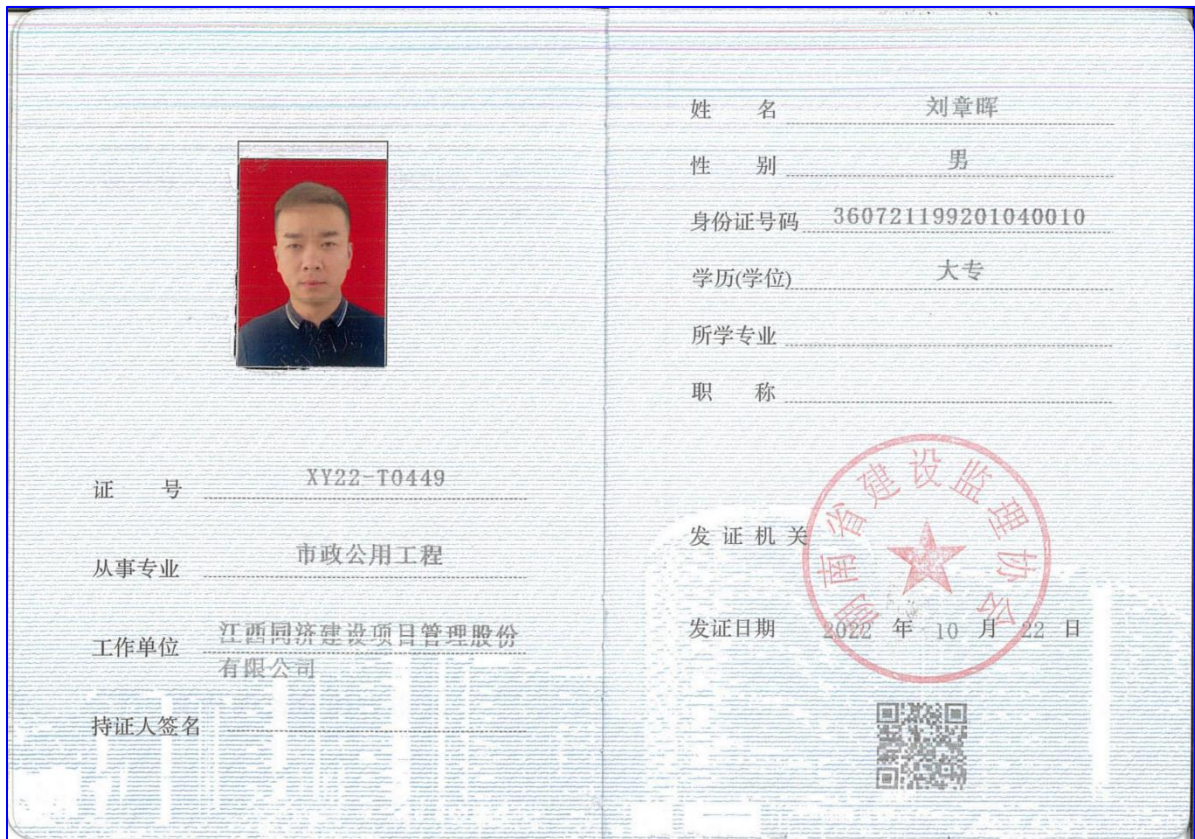 证 号 XY22-T0449
从事专业 市政公用工程
工作单位 江西同济建设项目管理股份
有限公司
持证人签名
姓 名 刘章晖
性 别 男
身份证号码 360721199201040010
学历(学位) 大专
所学专业
职 称
湖南省建设监理协会
发证机关
发证日期 2022 年 10 月 22 日